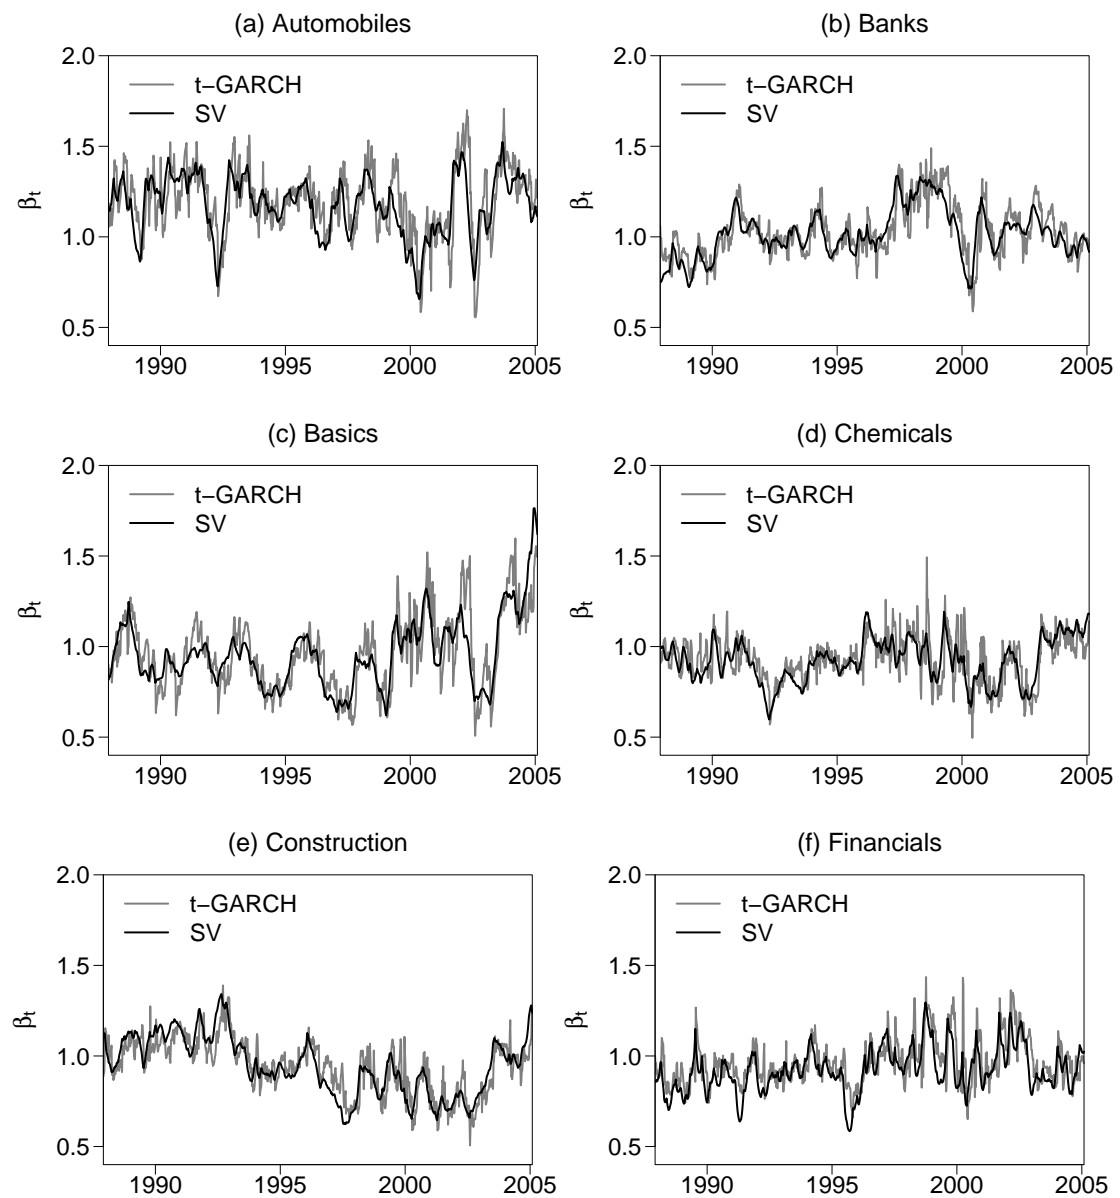 (a) Automobiles
2.0
1.5
1.0
0.5
βt
t−GARCH
SV
1990 1995 2000 2005
(b) Banks
2.0
1.5
1.0
0.5
βt
t−GARCH
SV
1990 1995 2000 2005
(c) Basics
2.0
1.5
1.0
0.5
βt
t−GARCH
SV
1990 1995 2000 2005
(d) Chemicals
2.0
1.5
1.0
0.5
βt
t−GARCH
SV
1990 1995 2000 2005
(e) Construction
2.0
1.5
1.0
0.5
βt
t−GARCH
SV
1990 1995 2000 2005
(f) Financials
2.0
1.5
1.0
0.5
βt
t−GARCH
SV
1990 1995 2000 2005